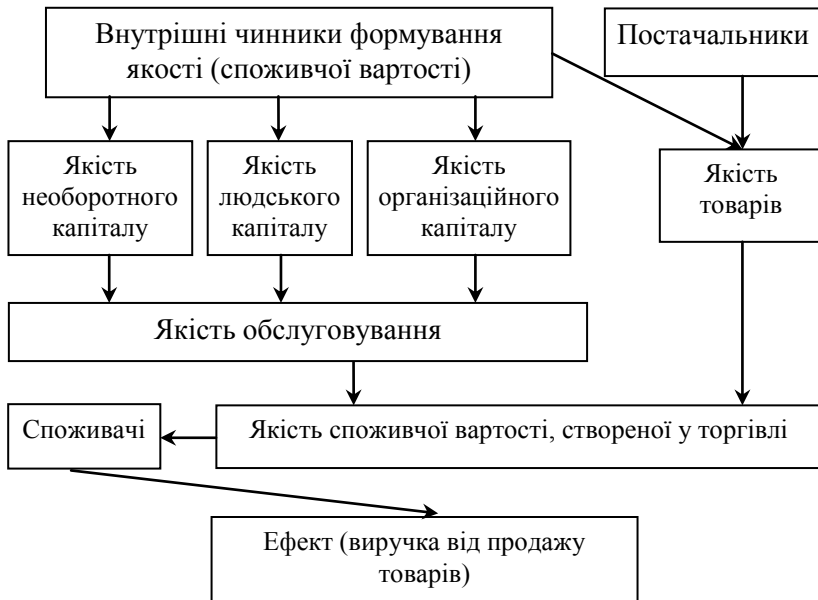 Внутрішні чинники формування
якості (споживчої вартості)
Постачальники
Якість
необоротного
капіталу
Якість
людського
капіталу
Якість
організаційного
капіталу
Якість
товарів
Якість обслуговування
Споживачі
Якість споживчої вартості, створеної у торгівлі
Ефект (виручка від продажу
товарів)